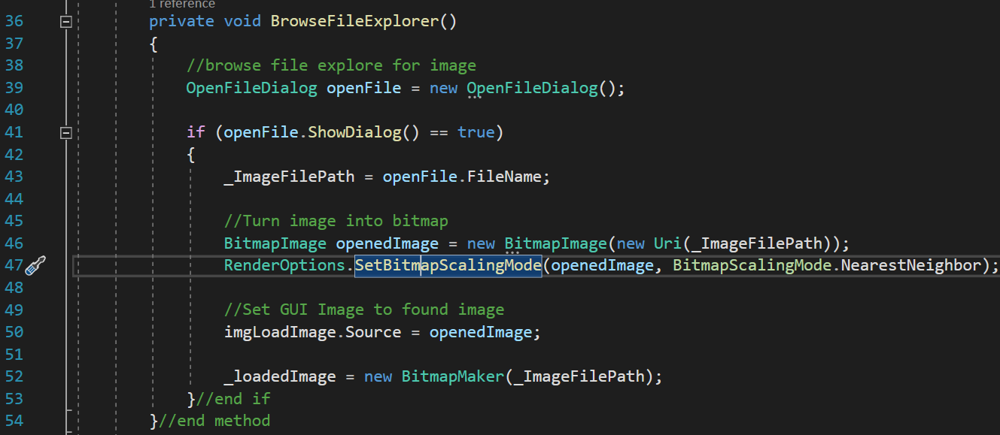 1 reference
36 private void BrowseFileExplorer()
37 {
38 //browse file explore for image
39 OpenFileDialog openFile = new OpenFileDialog();
40
41 if (openFile.ShowDialog() == true)
42 {
43 _ImageFilePath = openFile.FileName;
44
45 //Turn image into bitmap
46 BitmapImage openedImage = new BitmapImage(new Uri(_ImageFilePath));
47 RenderOptions.SetBitmapScalingMode(openedImage, BitmapScalingMode.NearestNeighbor);
48
49 //Set GUI Image to found image
50 imgLoadImage.Source = openedImage;
51
52 _loadedImage = new BitmapMaker(_ImageFilePath);
53 }//end if
54 }//end method